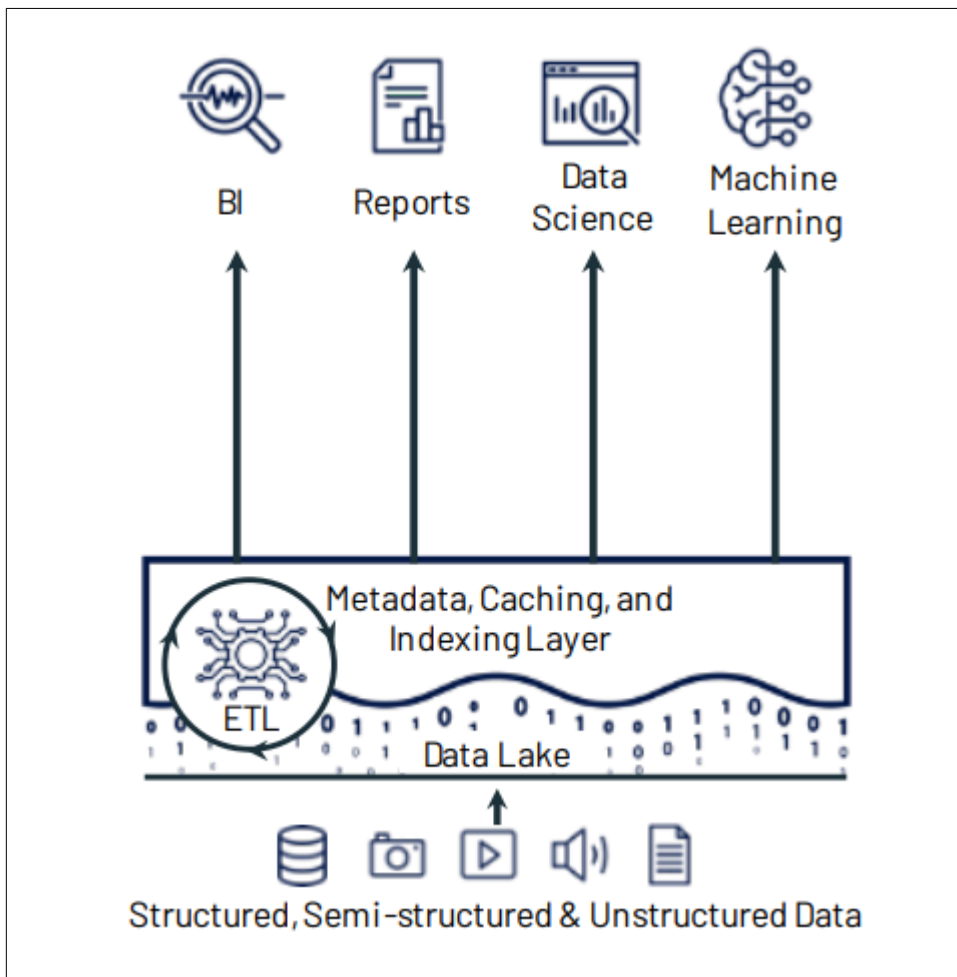 BI
Reports
Data
Science
Machine
Learning
Metadata, Caching, and
Indexing Layer
ETL
Data Lake
Structured, Semi-structured & Unstructured Data